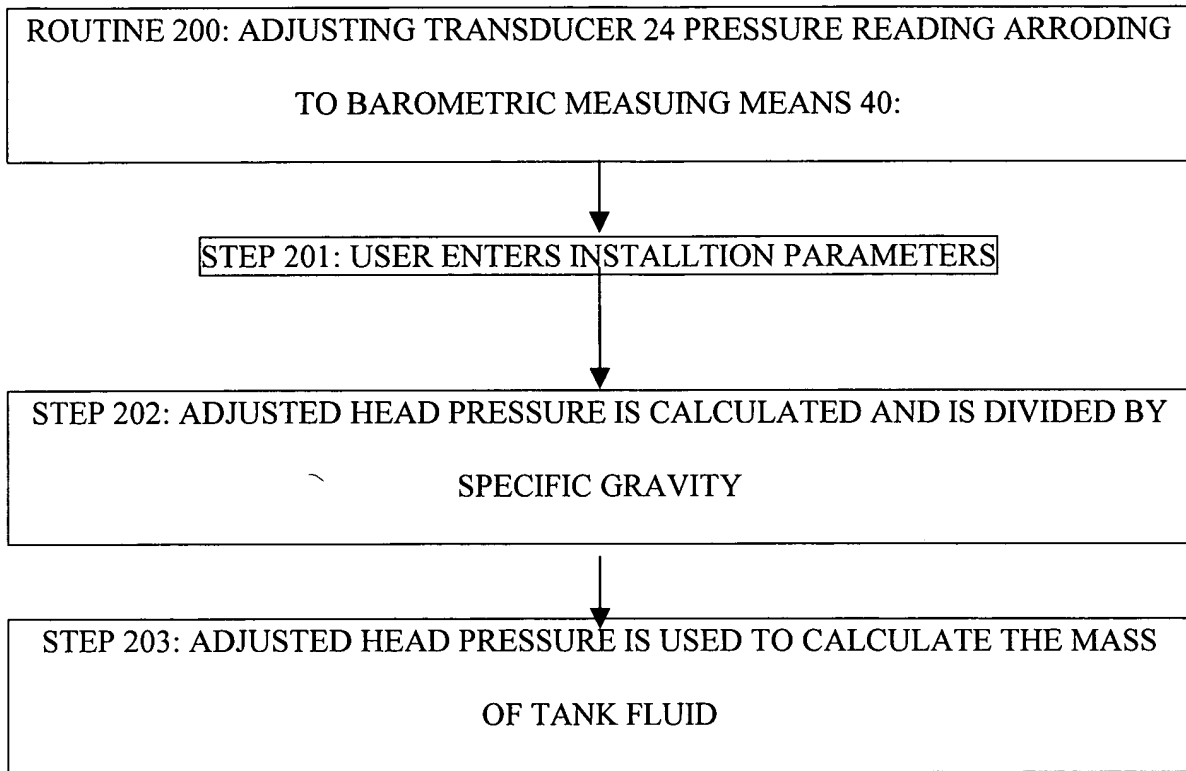 ROUTINE 200: ADJUSTING TRANSDUCER 24 PRESSURE READING ARRODING
TO BAROMETRIC MEASUING MEANS 40:
STEP 201: USER ENTERS INSTALLTION PARAMETERS
STEP 202: ADJUSTED HEAD PRESSURE IS CALCULATED AND IS DIVIDED BY
SPECIFIC GRAVITY
STEP 203: ADJUSTED HEAD PRESSURE IS USED TO CALCULATE THE MASS
OF TANK FLUID